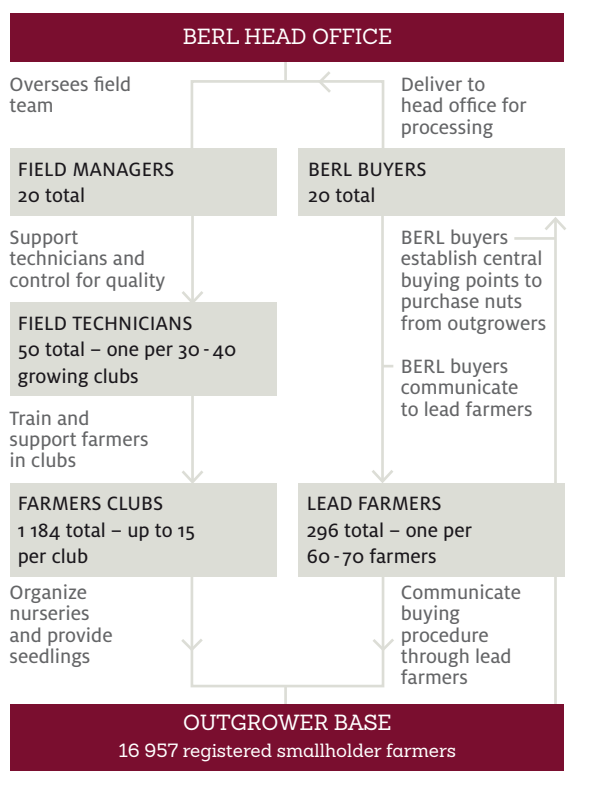 BERL HEAD OFFICE
Oversees field
team
Deliver to
head office for
processing
FIELD MANAGERS
20 total
BERL BUYERS
20 total
Support
technicians and
control for quality
BERL buyers
establish central
buying points to
purchase nuts
from outgrowers
FIELD TECHNICIANS
50 total – one per 30 - 40
growing clubs
BERL buyers
communicate
to lead farmers
Train and
support farmers
in clubs
FARMERS CLUBS
1 184 total – up to 15
per club
LEAD FARMERS
296 total – one per
60 - 70 farmers
Organize
nurseries
and provide
seedlings
Communicate
buying
procedure
through lead
farmers
OUTGROWER BASE
16 957 registered smallholder farmers